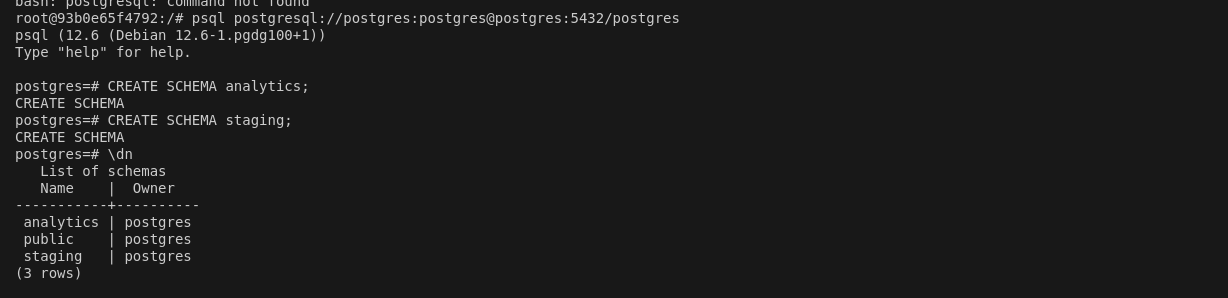 bash: postgresql: command not found
root@93b0e65f4792:/# psql postgresql://postgres:postgres@postgres:5432/postgres
psql (12.6 (Debian 12.6-1.pgdg100+1))
Type "help" for help.

postgres=# CREATE SCHEMA analytics;
CREATE SCHEMA
postgres=# CREATE SCHEMA staging;
CREATE SCHEMA
postgres=# \dn
   List of schemas
   Name    |  Owner
-----------+----------
 analytics | postgres
 public    | postgres
 staging   | postgres
(3 rows)